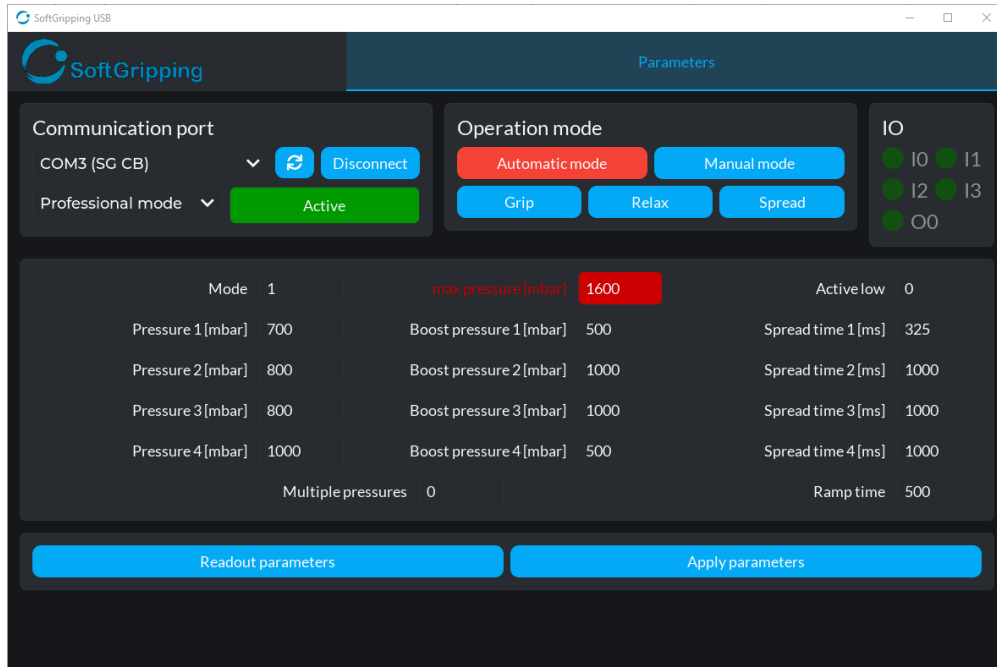 SoftGripping USB
SoftGripping
Parameters
Communication port
COM3 (SG CB)
Disconnect
Professional mode
Active
Operation mode
Automatic mode
Manual mode
Grip
Relax
Spread
IO
I0 I1
I2 I3
O0
Mode 1
max pressure [mbar] 1600
Active low 0
Pressure 1 [mbar] 700
Boost pressure 1 [mbar] 500
Spread time 1 [ms] 325
Pressure 2 [mbar] 800
Boost pressure 2 [mbar] 1000
Spread time 2 [ms] 1000
Pressure 3 [mbar] 800
Boost pressure 3 [mbar] 1000
Spread time 3 [ms] 1000
Pressure 4 [mbar] 1000
Boost pressure 4 [mbar] 500
Spread time 4 [ms] 1000
Multiple pressures 0
Ramp time 500
Readout parameters
Apply parameters